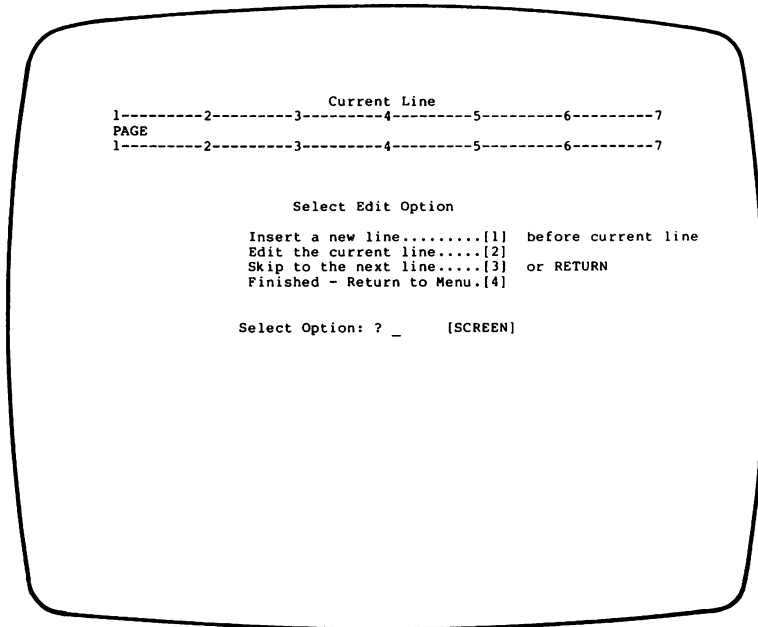 Current Line
1---------2---------3---------4---------5---------6---------7
PAGE
1---------2---------3---------4---------5---------6---------7
Select Edit Option
Insert a new line.........[1]  before current line
Edit the current line.....[2]
Skip to the next line.....[3]  or RETURN
Finished - Return to Menu.[4]
Select Option: ? _     [SCREEN]